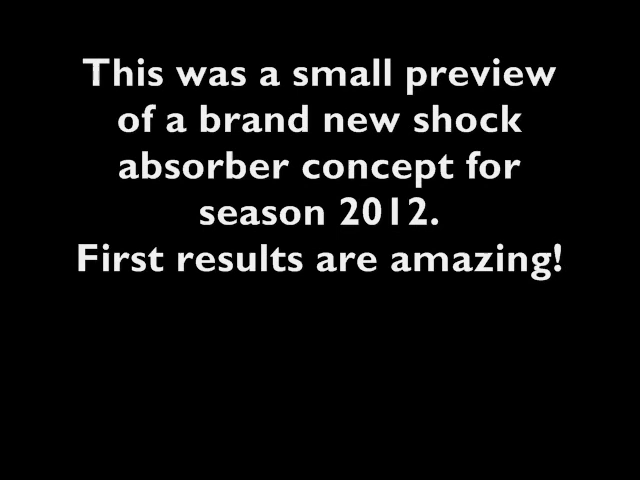 This was a small preview
of a brand new shock
absorber concept for
season 2012.
First results are amazing!